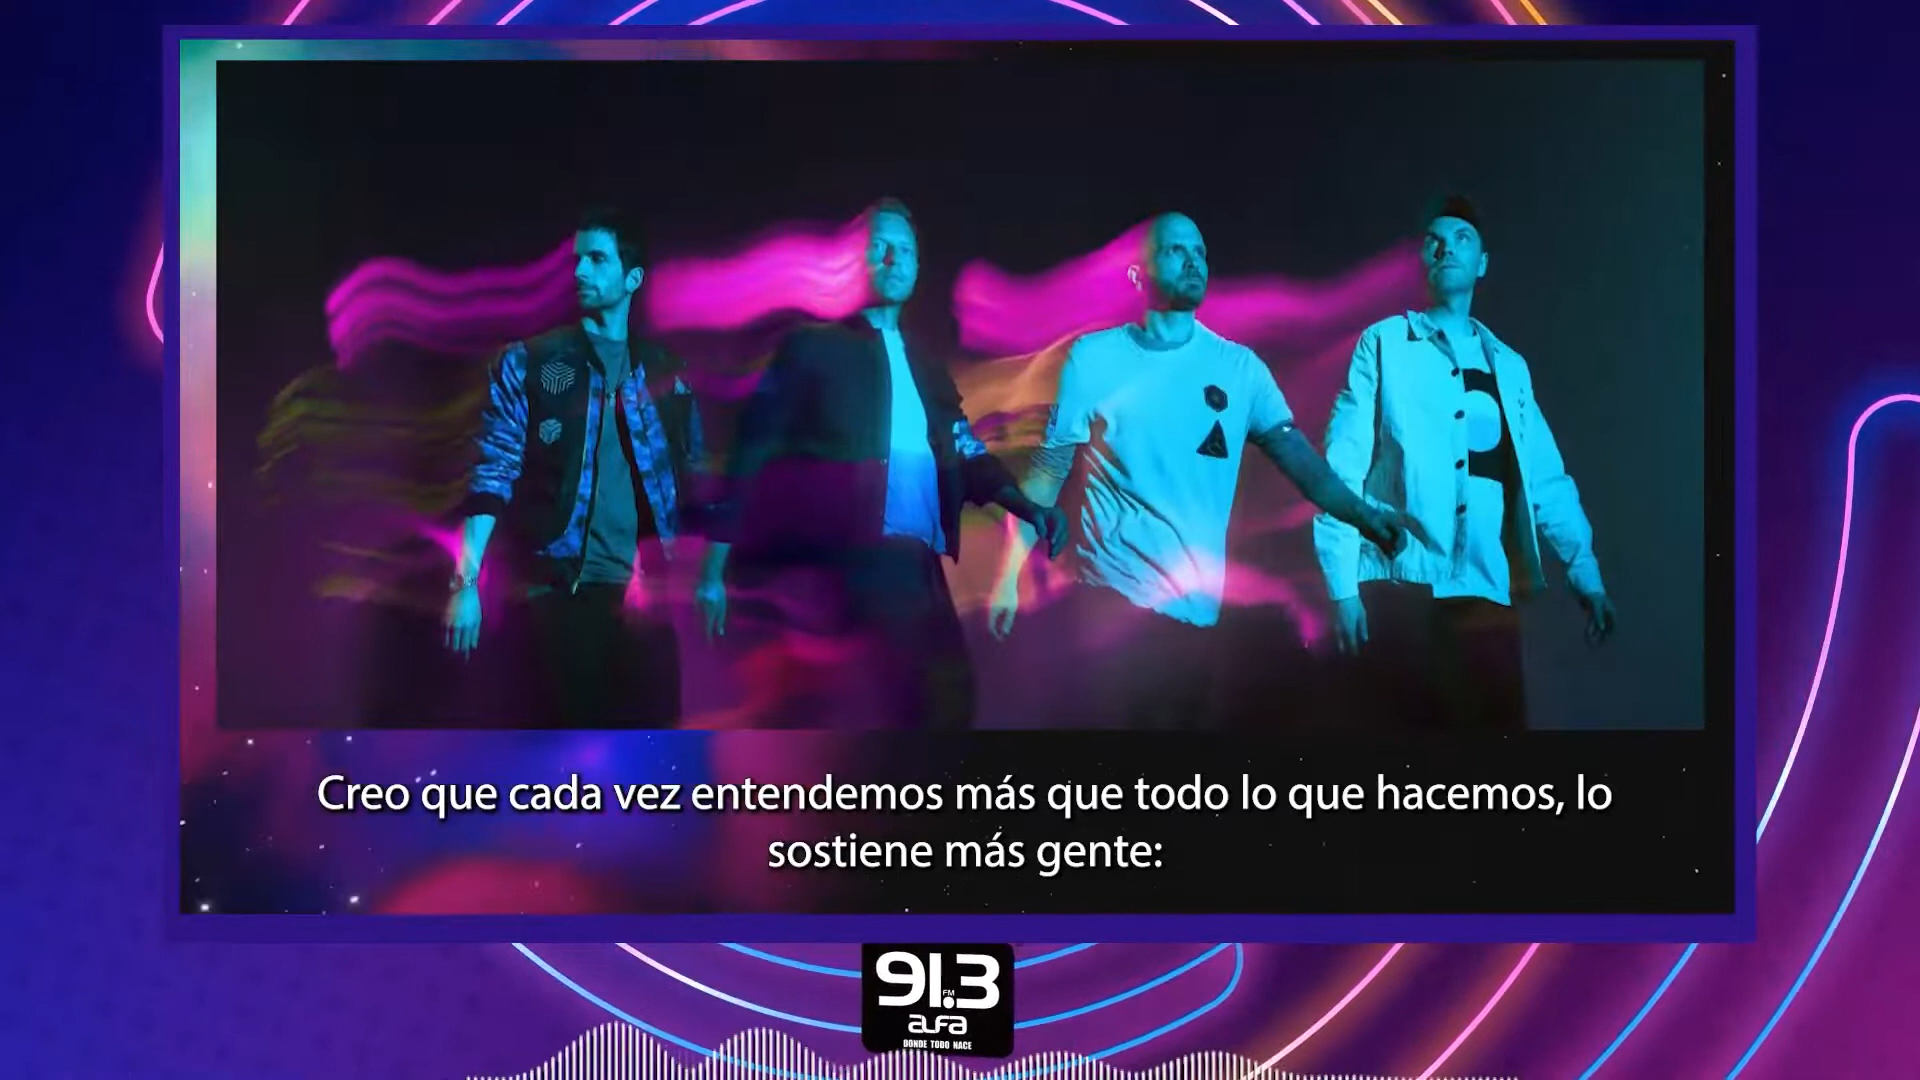 Creo que cada vez entendemos más que todo lo que hacemos, lo
sostiene más gente:
91.3
FM
alfa
DONDE TODO NACE